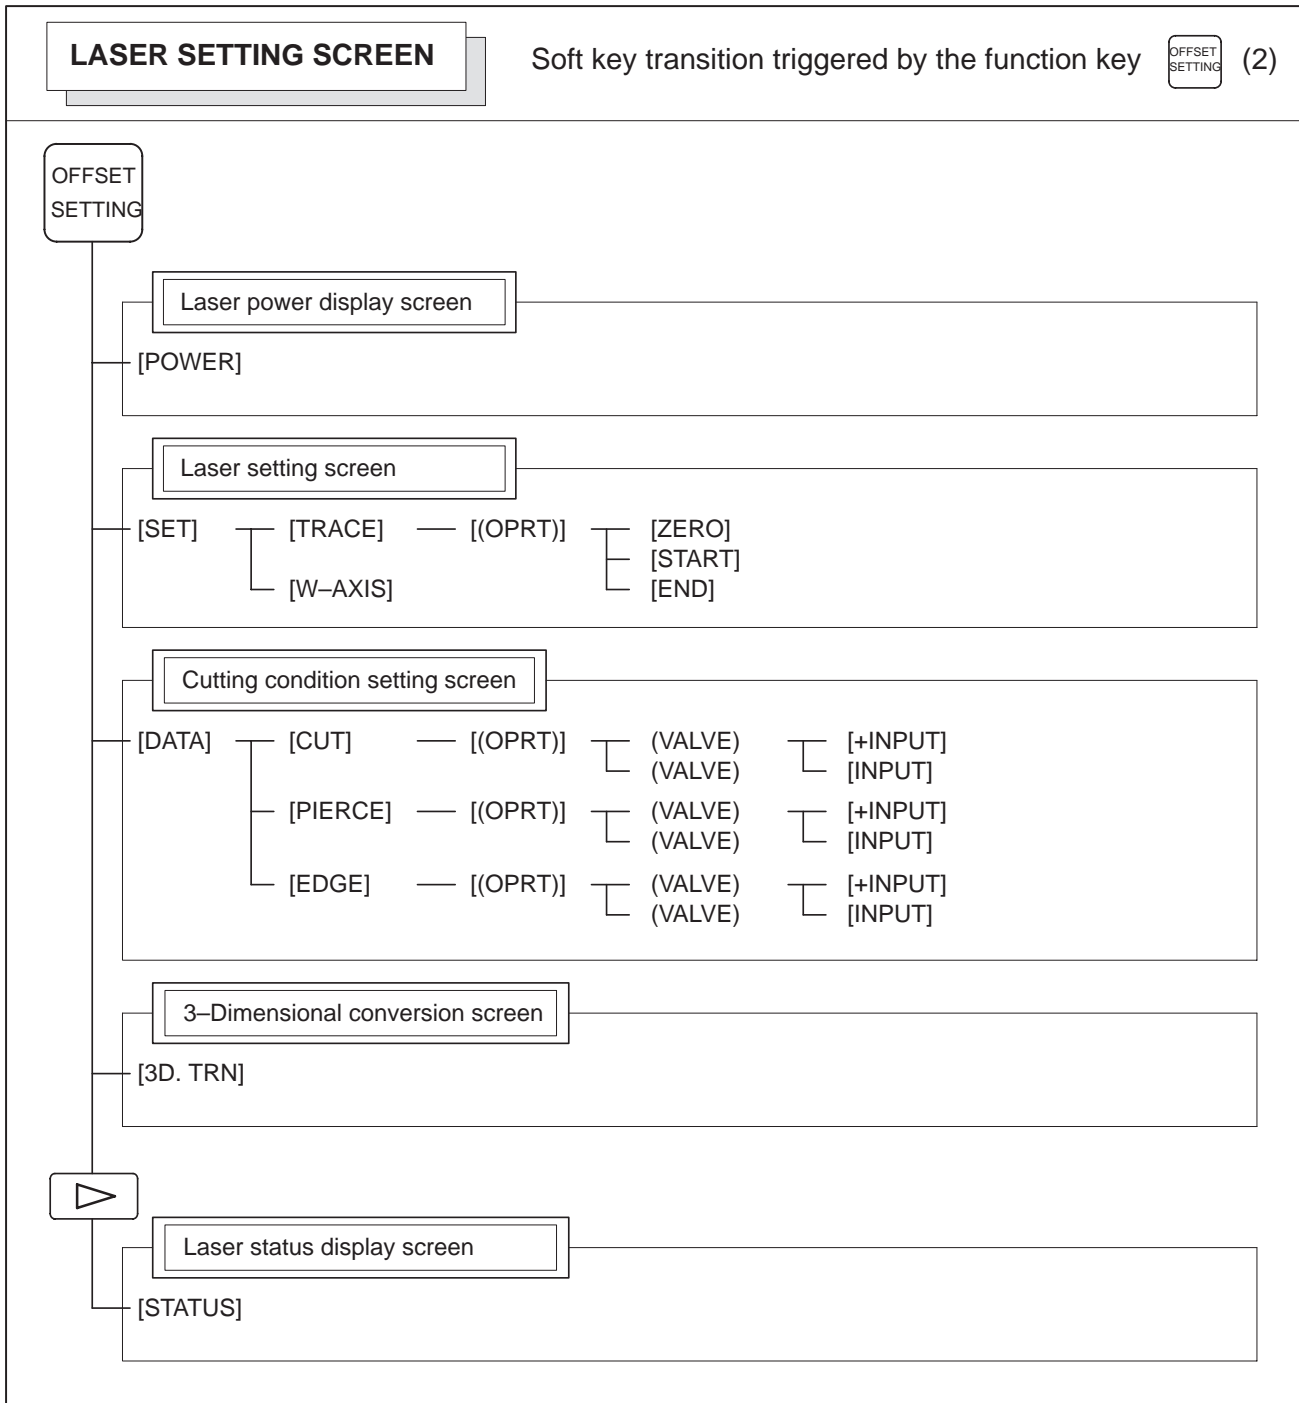 LASER SETTING SCREEN
Soft key transition triggered by the function key OFFSET SETTING (2)
OFFSET
SETTING
Laser power display screen
[POWER]
Laser setting screen
[SET] [TRACE] [(OPRT)] [ZERO]
[START]
[W–AXIS] [END]
Cutting condition setting screen
[DATA] [CUT] [(OPRT)] (VALVE) [+INPUT]
(VALVE) [INPUT]
[PIERCE] [(OPRT)] (VALVE) [+INPUT]
(VALVE) [INPUT]
[EDGE] [(OPRT)] (VALVE) [+INPUT]
(VALVE) [INPUT]
3–Dimensional conversion screen
[3D. TRN]
Laser status display screen
[STATUS]